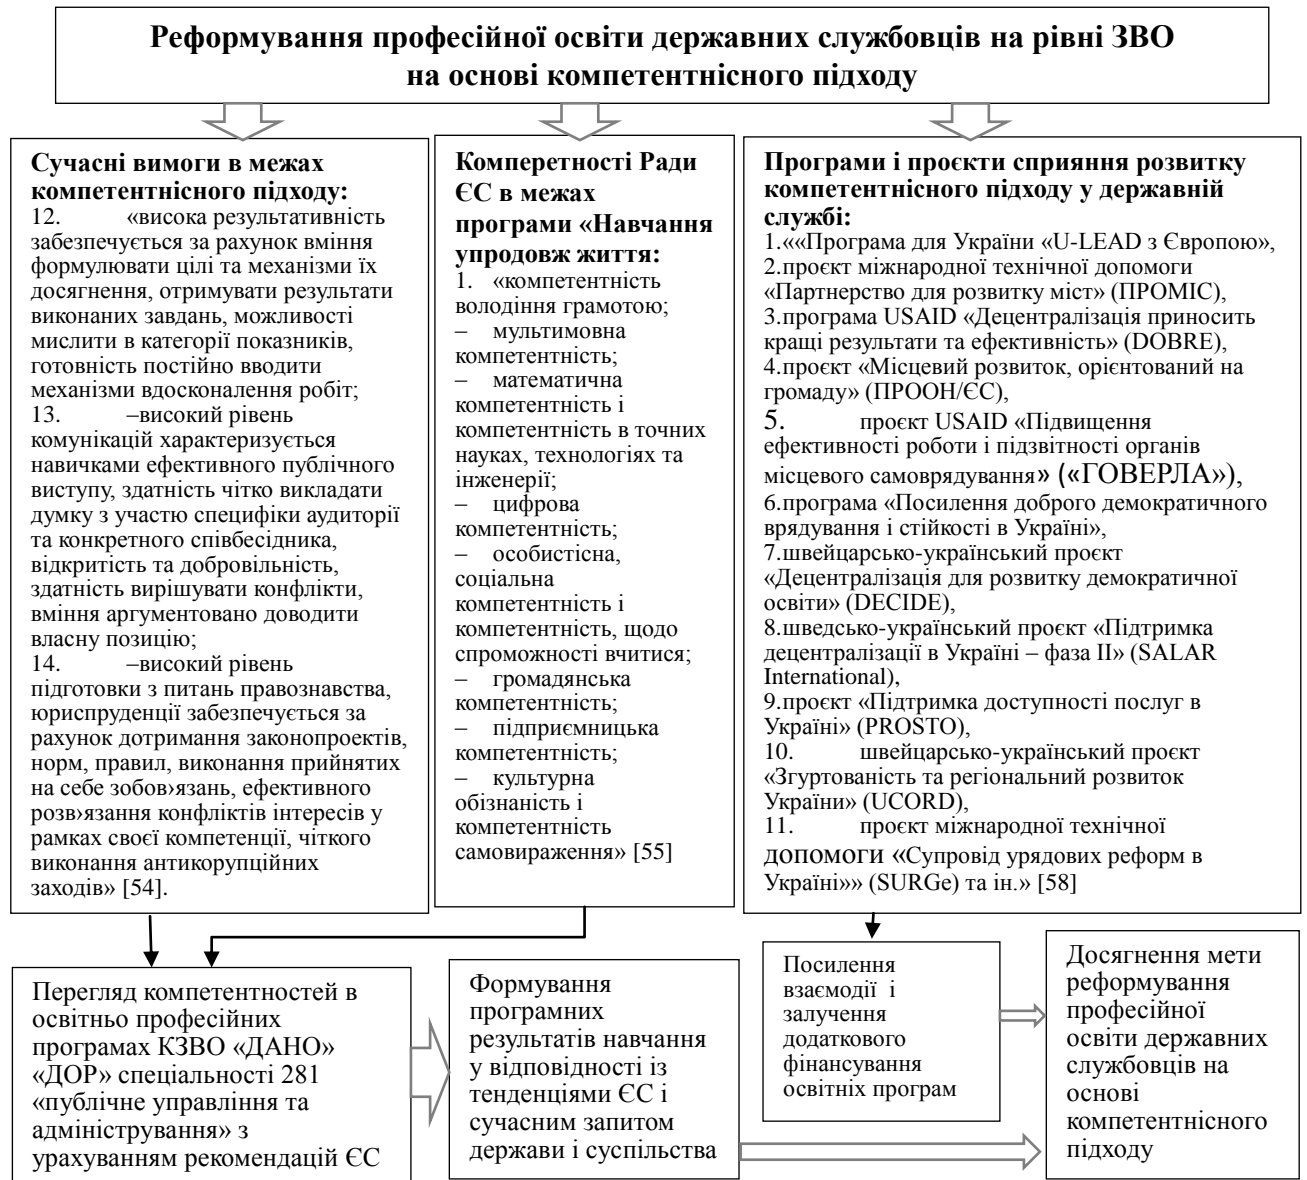 Реформування професійної освіти державних службовців на рівні ЗВО
на основі компетентнісного підходу
Сучасні вимоги в межах
компетентнісного підходу:
12. «висока результативність
забезпечується за рахунок вміння
формулювати цілі та механізми їх
досягнення, отримувати результати
виконаних завдань, можливості
мислити в категорії показників,
готовність постійно вводити
механізми вдосконалення робіт;
13. –високий рівень
комунікацій характеризується
навичками ефективного публічного
виступу, здатність чітко викладати
думку з участю специфіки аудиторії
та конкретного співбесідника,
відкритість та добровільність,
здатність вирішувати конфлікти,
вміння аргументовано доводити
власну позицію;
14. –високий рівень
підготовки з питань правознавства,
юриспруденції забезпечується за
рахунок дотримання законопроектів,
норм, правил, виконання прийнятих
на себе зобов›язань, ефективного
розв›язання конфліктів інтересів у
рамках своєї компетенції, чіткого
виконання антикорупційних
заходів» [54].
Комперетності Ради
ЄС в межах
програми «Навчання
упродовж життя:
1. «компетентність
володіння грамотою;
– мультимовна
компетентність;
– математична
компетентність і
компетентність в точних
науках, технологіях та
інженерії;
– цифрова
компетентність;
– особистісна,
соціальна
компетентність і
компетентність, щодо
спроможності вчитися;
– громадянська
компетентність;
– підприємницька
компетентність;
– культурна
обізнаність і
компетентність
самовираження» [55]
Програми і проєкти сприяння розвитку
компетентнісного підходу у державній
службі:
1.««Програма для України «U-LEAD з Європою»,
2.проєкт міжнародної технічної допомоги
«Партнерство для розвитку міст» (ПРОМІС),
3.програма USAID «Децентралізація приносить
кращі результати та ефективність» (DOBRE),
4.проєкт «Місцевий розвиток, орієнтований на
громаду» (ПРООН/ЄС),
5. проєкт USAID «Підвищення
ефективності роботи і підзвітності органів
місцевого самоврядування» («ГОВЕРЛА»),
6.програма «Посилення доброго демократичного
врядування і стійкості в Україні»,
7.швейцарсько-український проєкт
«Децентралізація для розвитку демократичної
освіти» (DECIDE),
8.шведсько-український проєкт «Підтримка
децентралізації в Україні – фаза ІІ» (SALAR
International),
9.проєкт «Підтримка доступності послуг в
Україні» (PROSTO),
10. швейцарсько-український проєкт
«Згуртованість та регіональний розвиток
України» (UCORD),
11. проєкт міжнародної технічної
допомоги «Супровід урядових реформ в
Україні»» (SURGe) та ін.» [58]
Перегляд компетентностей в
освітньо професійних
програмах КЗВО «ДАНО»
«ДОР» спеціальності 281
«публічне управління та
адміністрування» з
урахуванням рекомендацій ЄС
Формування
програмних
результатів навчання
у відповідності із
тенденціями ЄС і
сучасним запитом
держави і суспільства
Посилення
взаємодії і
залучення
додаткового
фінансування
освітніх програм
Досягнення мети
реформування
професійної
освіти державних
службовців на
основі
компетентнісного
підходу